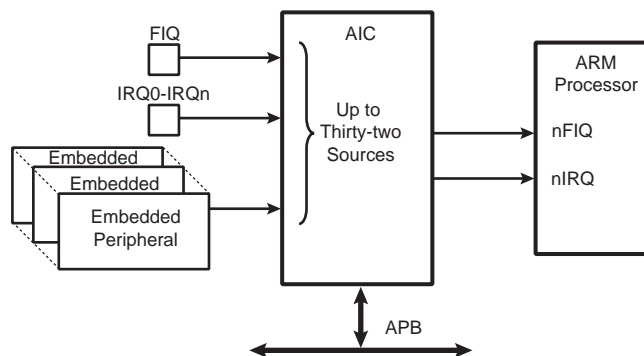 FIQ
IRQ0-IRQn
Embedded
Embedded
Embedded
Peripheral
AIC
Up to
Thirty-two
Sources
ARM
Processor
nFIQ
nIRQ
APB